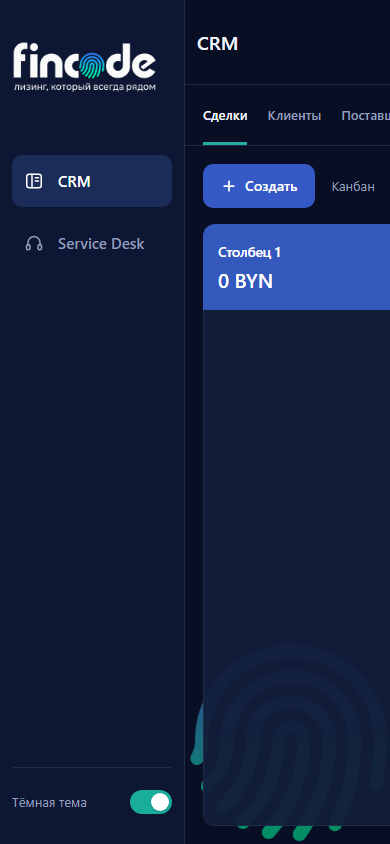 fincode
лизинг, который всегда рядом
CRM
Service Desk
Тёмная тема
CRM
Сделки Клиенты
Создать Канбан
Столбец 1
0 BYN